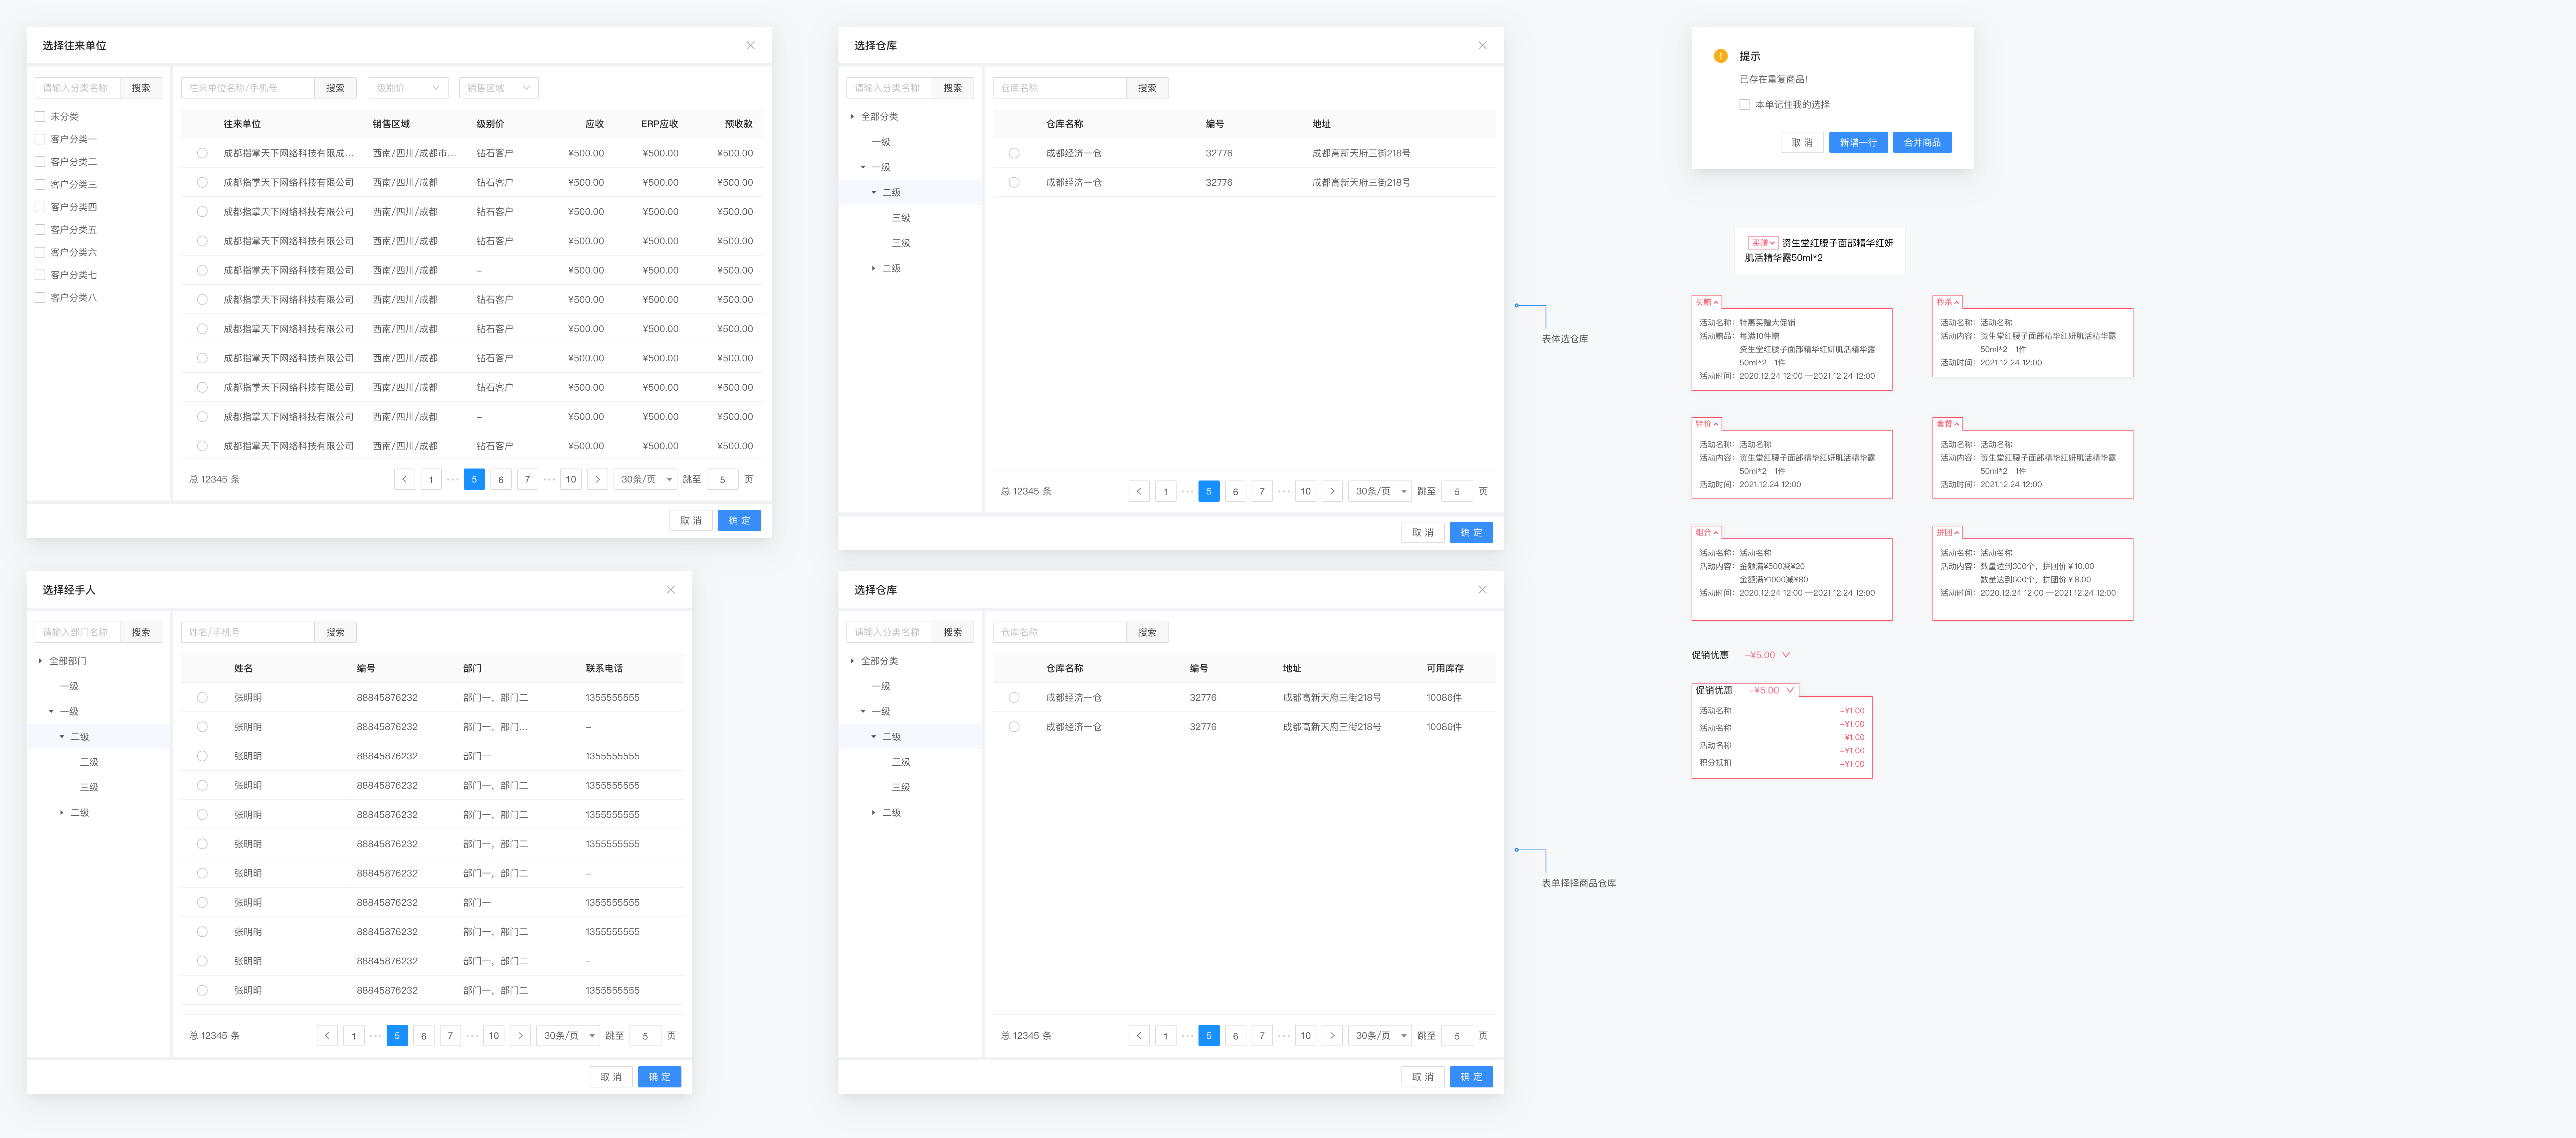 选择往来单位
请输入分类名称 搜索
未分类
客户分类一
客户分类二
客户分类三
客户分类四
客户分类五
客户分类六
客户分类七
客户分类八
往来单位名称/手机号 搜索 级别价 销售区域
往来单位 销售区域 级别价 应收 ERP应收 预收款
成都指掌天下网络科技有限成... 西南/四川/成都市... 钻石客户 ¥500.00 ¥500.00 ¥500.00
成都指掌天下网络科技有限公司 西南/四川/成都 钻石客户 ¥500.00 ¥500.00 ¥500.00
成都指掌天下网络科技有限公司 西南/四川/成都 钻石客户 ¥500.00 ¥500.00 ¥500.00
成都指掌天下网络科技有限公司 西南/四川/成都 钻石客户 ¥500.00 ¥500.00 ¥500.00
成都指掌天下网络科技有限公司 西南/四川/成都 – ¥500.00 ¥500.00 ¥500.00
成都指掌天下网络科技有限公司 西南/四川/成都 钻石客户 ¥500.00 ¥500.00 ¥500.00
成都指掌天下网络科技有限公司 西南/四川/成都 钻石客户 ¥500.00 ¥500.00 ¥500.00
成都指掌天下网络科技有限公司 西南/四川/成都 钻石客户 ¥500.00 ¥500.00 ¥500.00
成都指掌天下网络科技有限公司 西南/四川/成都 钻石客户 ¥500.00 ¥500.00 ¥500.00
成都指掌天下网络科技有限公司 西南/四川/成都 – ¥500.00 ¥500.00 ¥500.00
成都指掌天下网络科技有限公司 西南/四川/成都 钻石客户 ¥500.00 ¥500.00 ¥500.00
总 12345 条 1 ··· 5 6 7 ··· 10 30条/页 跳至 5 页
取 消 确 定
选择仓库
请输入分类名称 搜索
全部分类
一级
一级
二级
三级
三级
二级
仓库名称 搜索
仓库名称 编号 地址
成都经济一仓 32776 成都高新天府三街218号
成都经济一仓 32776 成都高新天府三街218号
总 12345 条 1 ··· 5 6 7 ··· 10 30条/页 跳至 5 页
取 消 确 定
表体选仓库
选择经手人
请输入部门名称 搜索
全部部门
一级
一级
二级
三级
三级
二级
姓名/手机号 搜索
姓名 编号 部门 联系电话
张明明 88845876232 部门一，部门二 1355555555
张明明 88845876232 部门一，部门... –
张明明 88845876232 部门一 1355555555
张明明 88845876232 部门一，部门二 1355555555
张明明 88845876232 部门一，部门二 1355555555
张明明 88845876232 部门一，部门二 1355555555
张明明 88845876232 部门一，部门二 –
张明明 88845876232 部门一 1355555555
张明明 88845876232 部门一，部门二 1355555555
张明明 88845876232 部门一，部门二 –
张明明 88845876232 部门一，部门二 1355555555
总 12345 条 1 ··· 5 6 7 ··· 10 30条/页 跳至 5 页
取 消 确 定
选择仓库
请输入分类名称 搜索
全部分类
一级
一级
二级
三级
三级
二级
仓库名称 搜索
仓库名称 编号 地址 可用库存
成都经济一仓 32776 成都高新天府三街218号 10086件
成都经济一仓 32776 成都高新天府三街218号 10086件
总 12345 条 1 ··· 5 6 7 ··· 10 30条/页 跳至 5 页
取 消 确 定
表单择择商品仓库
提示
已存在重复商品!
本单记住我的选择
取 消 新增一行 合并商品
买赠 资生堂红腰子面部精华红妍
肌活精华露50ml*2
买赠
活动名称：特惠买赠大促销
活动赠品：每满10件赠
资生堂红腰子面部精华红妍肌活精华露
50ml*2 1件
活动时间：2020.12.24 12:00 —2021.12.24 12:00
秒杀
活动名称：活动名称
活动内容：资生堂红腰子面部精华红妍肌活精华露
50ml*2 1件
活动时间：2021.12.24 12:00
特价
活动名称：活动名称
活动内容：资生堂红腰子面部精华红妍肌活精华露
50ml*2 1件
活动时间：2021.12.24 12:00
套餐
活动名称：活动名称
活动内容：资生堂红腰子面部精华红妍肌活精华露
50ml*2 1件
活动时间：2021.12.24 12:00
组合
活动名称：活动名称
活动内容：金额满¥500减¥20
金额满¥1000减¥80
活动时间：2020.12.24 12:00 —2021.12.24 12:00
拼团
活动名称：活动名称
活动内容：数量达到300个，拼团价 ¥ 10.00
数量达到600个，拼团价 ¥ 8.00
活动时间：2020.12.24 12:00 —2021.12.24 12:00
促销优惠 -¥5.00
促销优惠 -¥5.00
活动名称 -¥1.00
活动名称 -¥1.00
活动名称 -¥1.00
积分抵扣 -¥1.00
-¥1.00